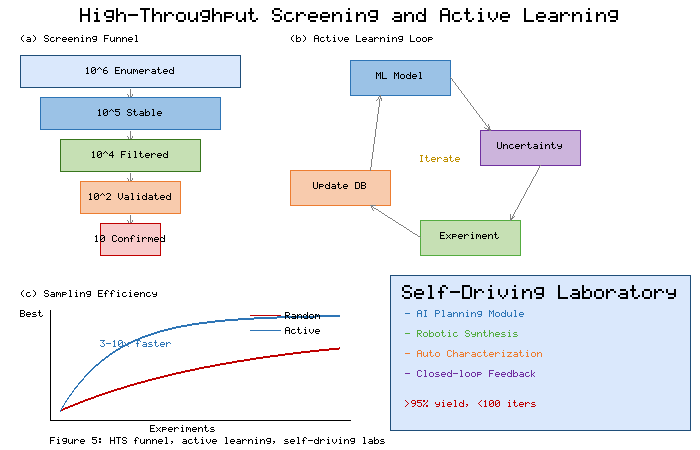 High-Throughput Screening and Active Learning
(a) Screening Funnel
10^6 Enumerated
10^5 Stable
10^4 Filtered
10^2 Validated
10 Confirmed
(b) Active Learning Loop
ML Model
Uncertainty
Iterate
Update DB
Experiment
(c) Sampling Efficiency
Best
Random
Active
3-10x faster
Experiments
Self-Driving Laboratory
- AI Planning Module
- Robotic Synthesis
- Auto Characterization
- Closed-loop Feedback
>95% yield, <100 iters
Figure 5: HTS funnel, active learning, self-driving labs